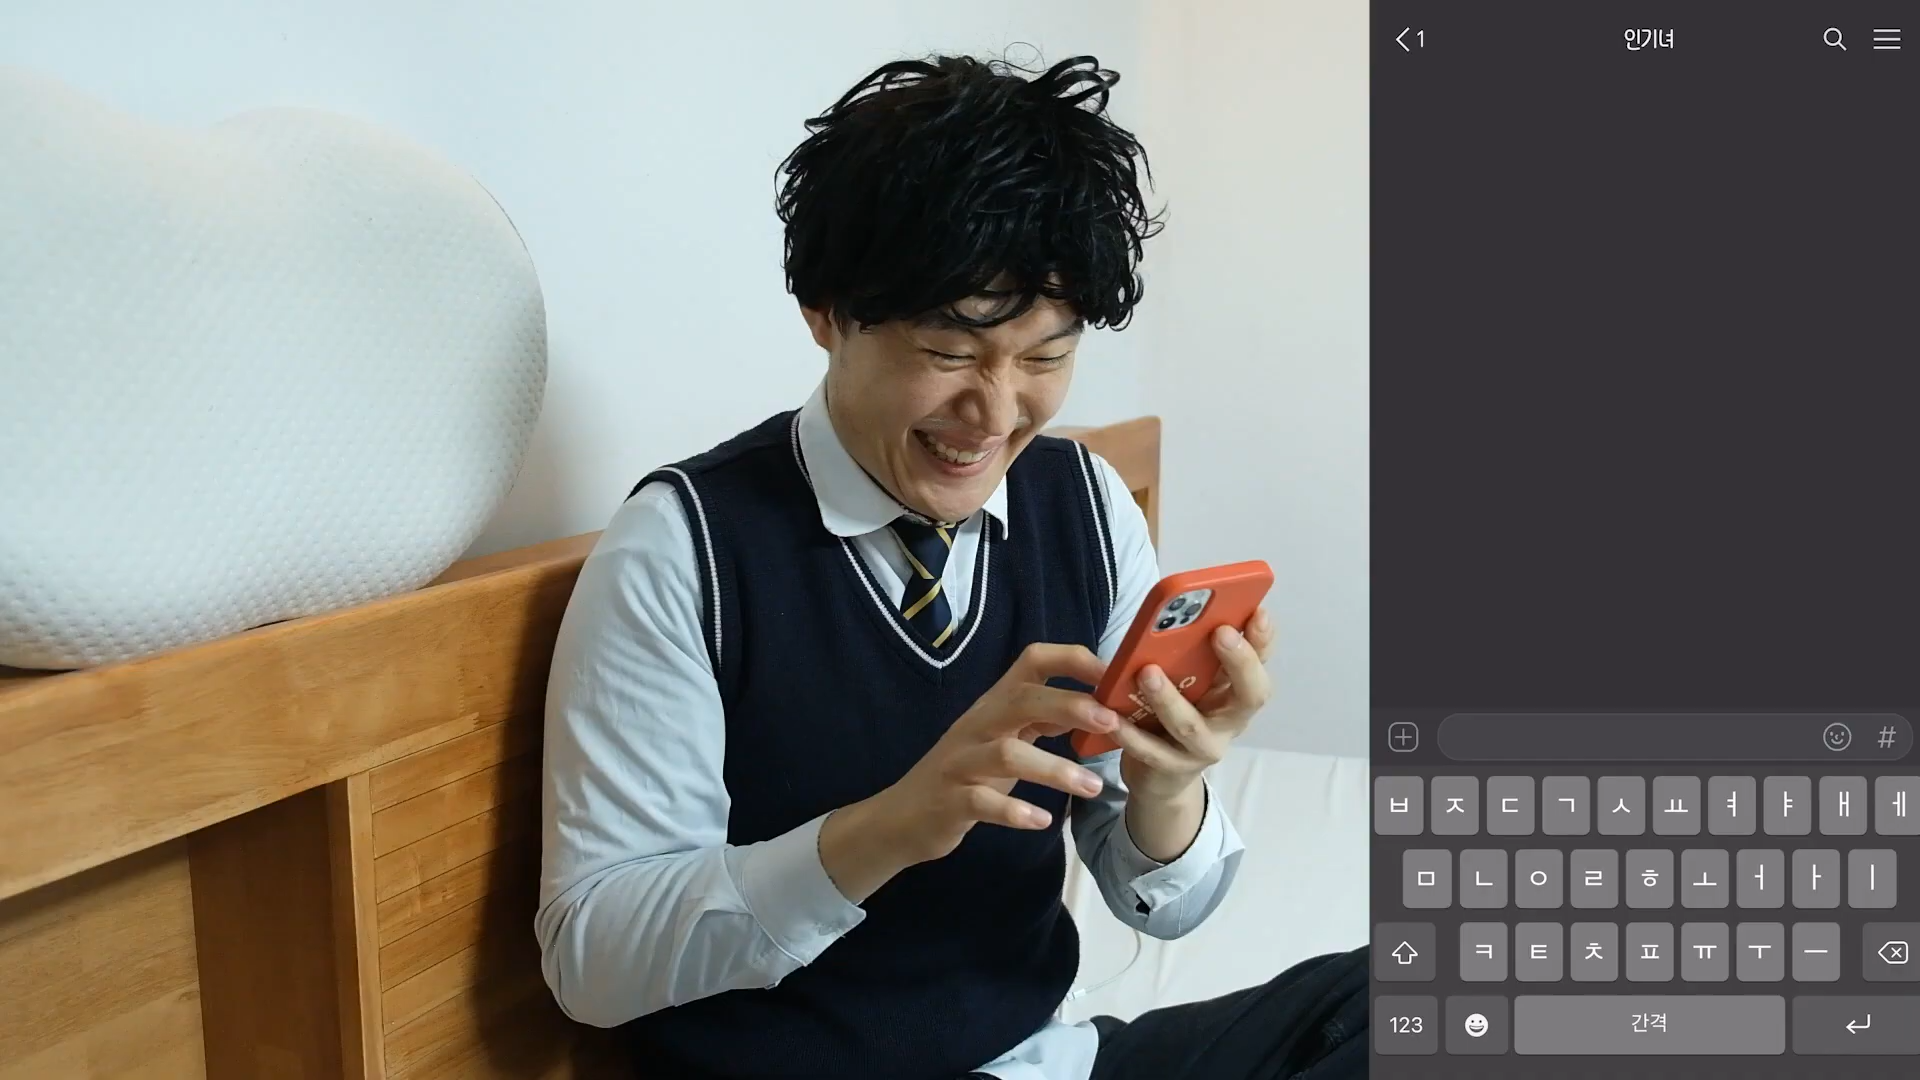 1
인기녀
#
ㅂ ㅈ ㄷ ㄱ ㅅ ㅛ ㅕ ㅑ ㅐ ㅔ
ㅁ ㄴ ㅇ ㄹ ㅎ ㅗ ㅓ ㅏ ㅣ
ㅋ ㅌ ㅊ ㅍ ㅠ ㅜ ㅡ
123 간격